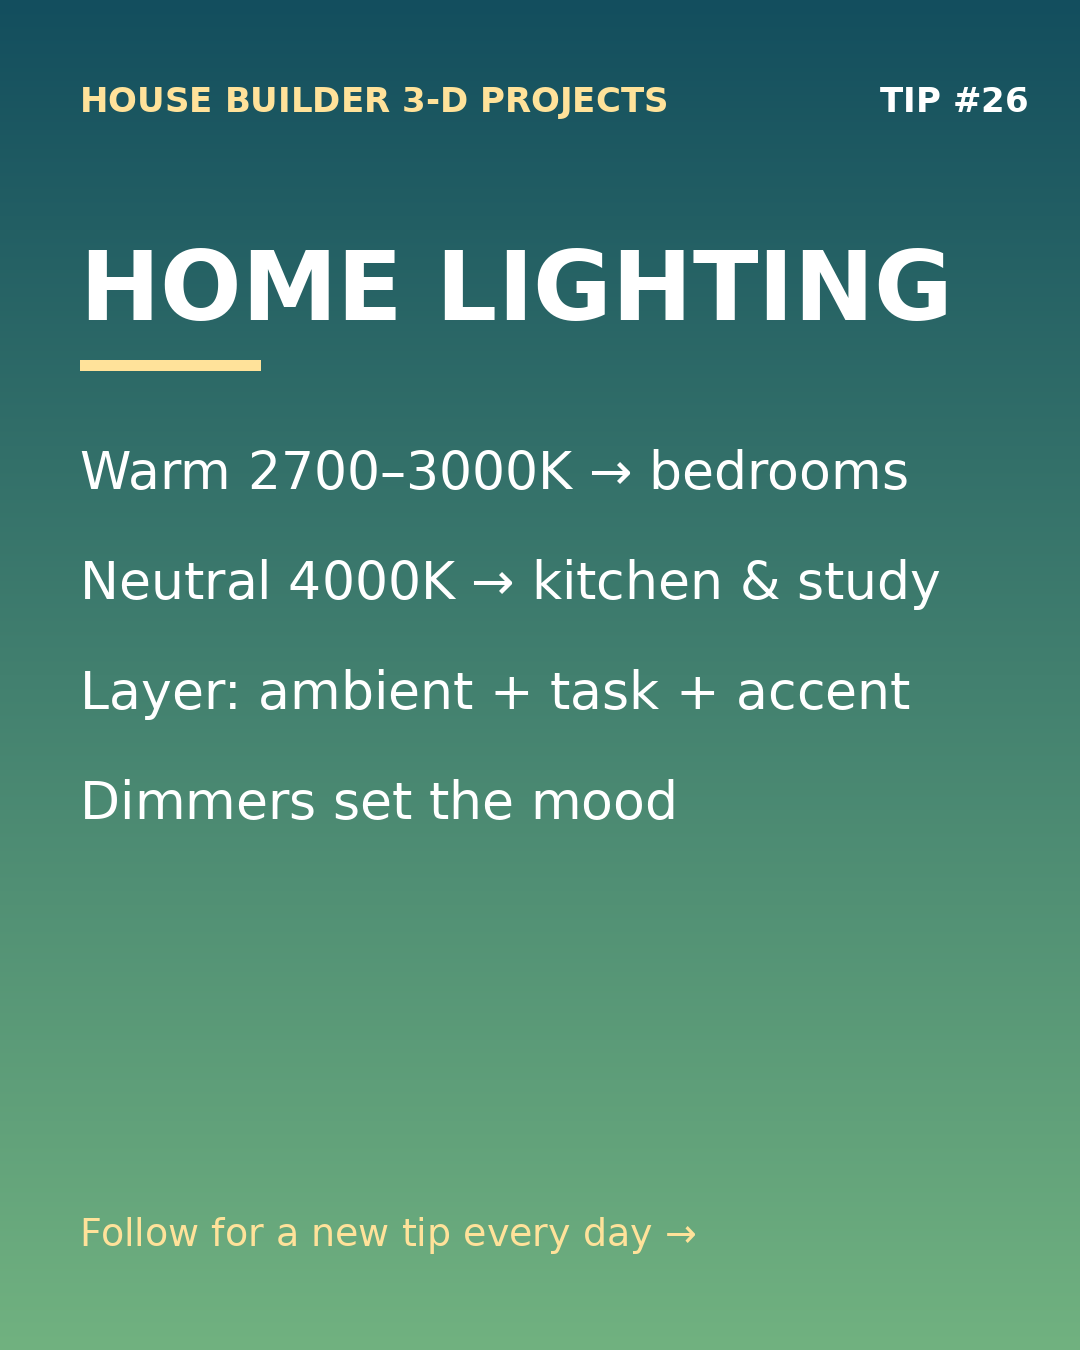 HOUSE BUILDER 3-D PROJECTS
TIP #26
HOME LIGHTING
Warm 2700–3000K → bedrooms
Neutral 4000K → kitchen & study
Layer: ambient + task + accent
Dimmers set the mood
Follow for a new tip every day →